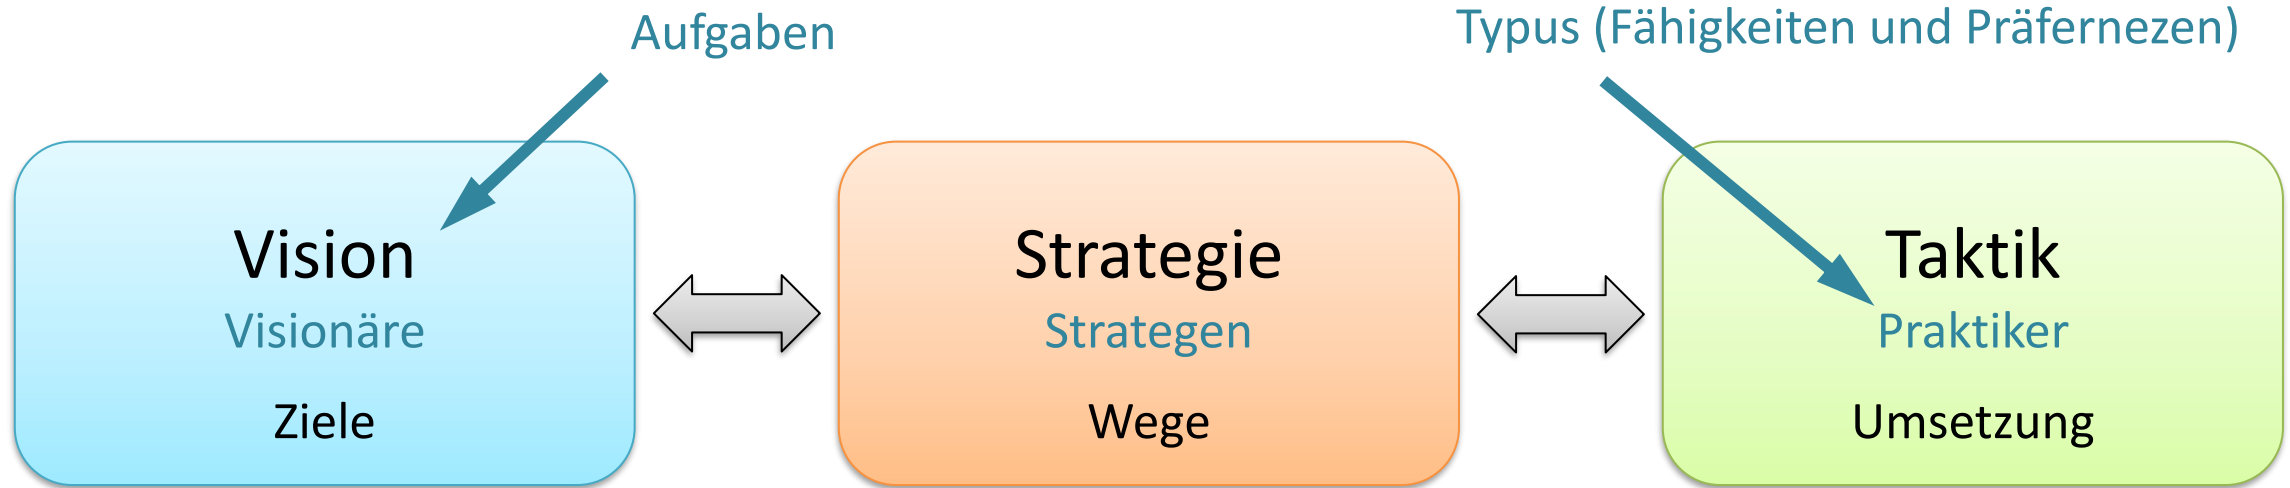 Aufgaben
Typus (Fähigkeiten und Präfernezen)
Vision
Visionäre
Ziele
Strategie
Strategen
Wege
Taktik
Praktiker
Umsetzung